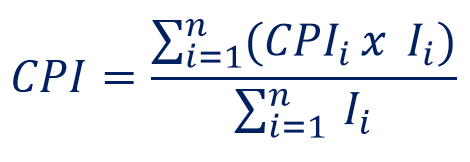 CPI = \frac{\sum_{i=1}^{n}(CPI_i x I_i)}{\sum_{i=1}^{n} I_i}